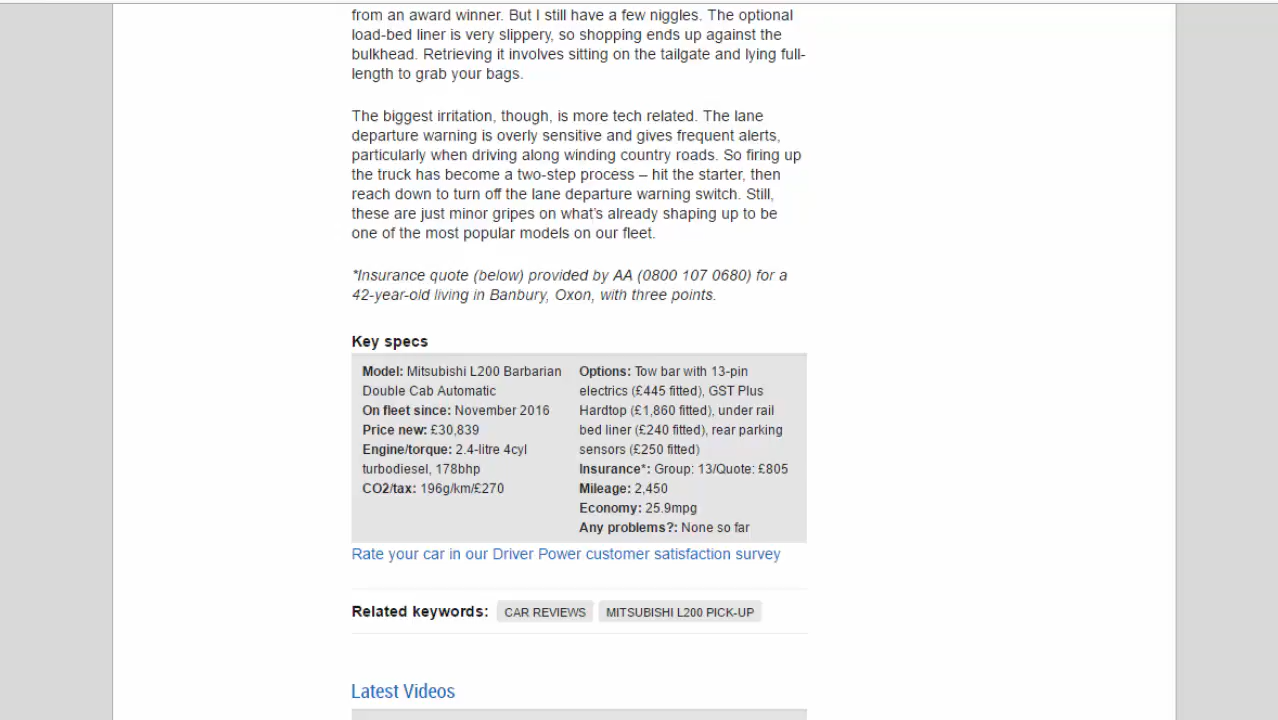 from an award winner. But I still have a few niggles. The optional
load-bed liner is very slippery, so shopping ends up against the
bulkhead. Retrieving it involves sitting on the tailgate and lying full-
length to grab your bags.
The biggest irritation, though, is more tech related. The lane
departure warning is overly sensitive and gives frequent alerts,
particularly when driving along winding country roads. So firing up
the truck has become a two-step process – hit the starter, then
reach down to turn off the lane departure warning switch. Still,
these are just minor gripes on what’s already shaping up to be
one of the most popular models on our fleet.
*Insurance quote (below) provided by AA (0800 107 0680) for a
42-year-old living in Banbury, Oxon, with three points.
Key specs
Model: Mitsubishi L200 Barbarian
Double Cab Automatic
On fleet since: November 2016
Price new: £30,839
Engine/torque: 2.4-litre 4cyl
turbodiesel, 178bhp
CO2/tax: 196g/km/£270
Options: Tow bar with 13-pin
electrics (£445 fitted), GST Plus
Hardtop (£1,860 fitted), under rail
bed liner (£240 fitted), rear parking
sensors (£250 fitted)
Insurance*: Group: 13/Quote: £805
Mileage: 2,450
Economy: 25.9mpg
Any problems?: None so far
Rate your car in our Driver Power customer satisfaction survey
Related keywords: CAR REVIEWS MITSUBISHI L200 PICK-UP
Latest Videos